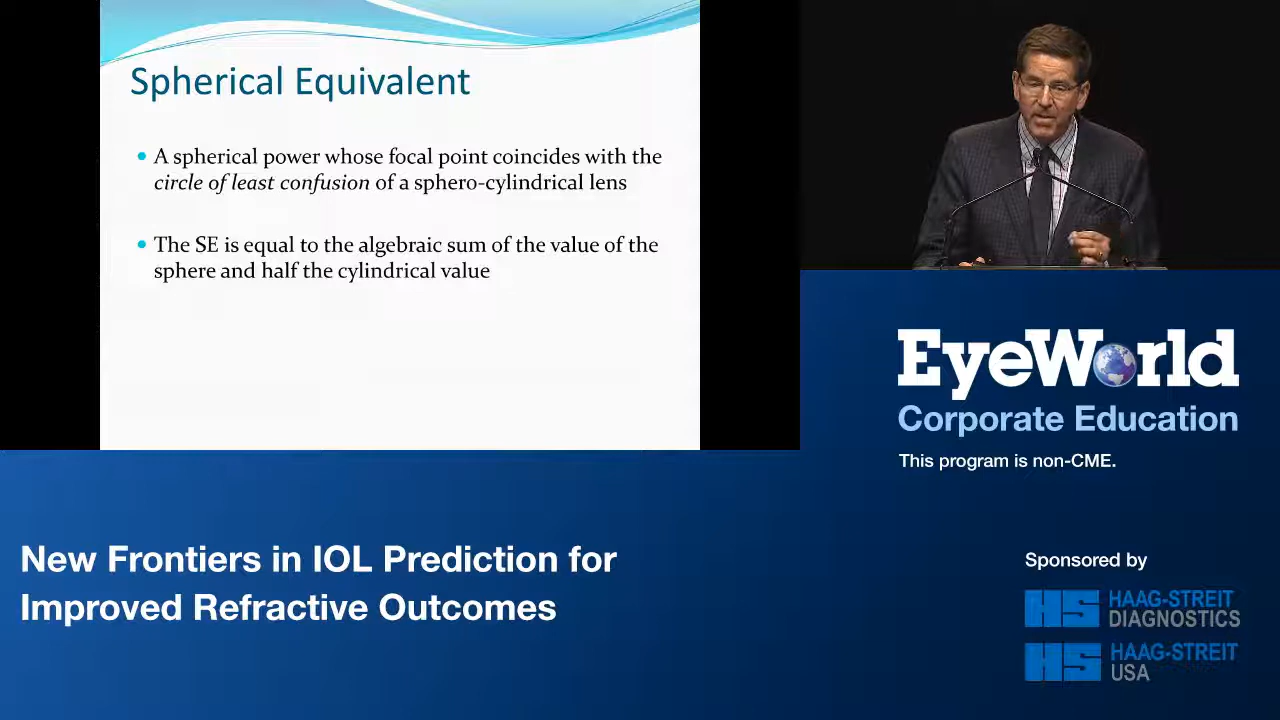 Spherical Equivalent
• A spherical power whose focal point coincides with the
circle of least confusion of a sphero-cylindrical lens
• The SE is equal to the algebraic sum of the value of the
sphere and half the cylindrical value
EyeWorld
Corporate Education
This program is non-CME.
New Frontiers in IOL Prediction for
Improved Refractive Outcomes
Sponsored by
HS HAAG-STREIT
DIAGNOSTICS
HS HAAG-STREIT
USA